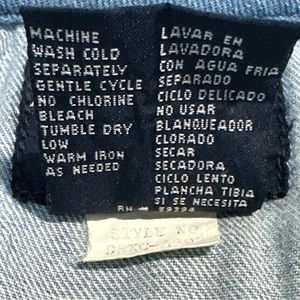 MACHINE
WASH COLD
SEPARATELY
GENTLE CYCLE
NO CHLORINE
BLEACH
TUMBLE DRY
LOW
WARM IRON
AS NEEDED
LAVAR EN
LAVADORA
CON AGUA FRIA
SEPARADO
CICLO DELICADO
NO USAR
BLANQUEADOR
CLORADO
SECAR
SECADORA
CICLO LENTO
PLANCHA TIBIA
SI SE NECESITA
RN
STYLE NO